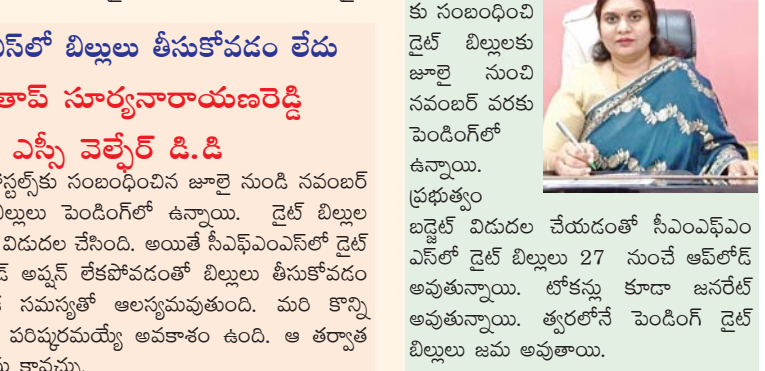 ఎస్‌లో బిల్లులు తీసుకోవడం లేదు
తాప్ సూర్యనారాయణరెడ్డి
ఎస్సీ వెల్ఫేర్ డి.డి
స్టల్స్‌కు సంబంధించిన జూలై నుండి నవంబర్
బిల్లులు పెండింగ్‌లో ఉన్నాయి. డైట్ బిల్లుల
విడుదల చేసింది. అయితే సీఎఫ్ఎంఎస్‌లో డైట్
అప్షన్ లేకపోవడంతో బిల్లులు తీసుకోవడం
సమస్యతో ఆలస్యమవుతుంది. మరి కొన్ని
పరిష్కరమయ్యే అవకాశం ఉంది. ఆ తర్వాత
కావచ్చు.
కు సంబంధించి
డైట్ బిల్లులకు
జూలై నుంచి
నవంబర్ వరకు
పెండింగ్‌లో
ఉన్నాయి.
ప్రభుత్వం
బడ్జెట్ విడుదల చేయడంతో సీఎంఎఫ్ఎం
ఎస్‌లో డైట్ బిల్లులు 27 నుంచే ఆప్‌లోడ్
అవుతున్నాయి. టోకన్లు కూడా జనరేట్
అవుతున్నాయి. త్వరలోనే పెండింగ్ డైట్
బిల్లులు జమ అవుతాయి.